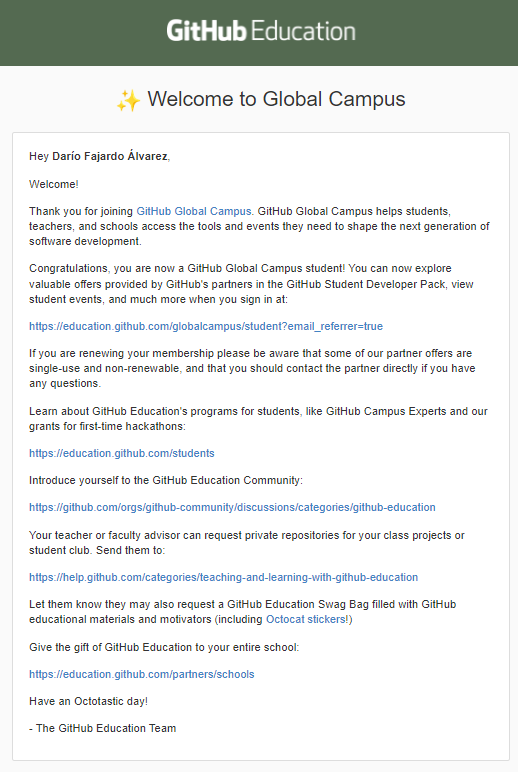 GitHub Education
✨ Welcome to Global Campus
Hey Darío Fajardo Álvarez,
Welcome!
Thank you for joining GitHub Global Campus. GitHub Global Campus helps students,
teachers, and schools access the tools and events they need to shape the next generation of
software development.
Congratulations, you are now a GitHub Global Campus student! You can now explore
valuable offers provided by GitHub's partners in the GitHub Student Developer Pack, view
student events, and much more when you sign in at:
https://education.github.com/globalcampus/student?email_referrer=true
If you are renewing your membership please be aware that some of our partner offers are
single-use and non-renewable, and that you should contact the partner directly if you have
any questions.
Learn about GitHub Education's programs for students, like GitHub Campus Experts and our
grants for first-time hackathons:
https://education.github.com/students
Introduce yourself to the GitHub Education Community:
https://github.com/orgs/github-community/discussions/categories/github-education
Your teacher or faculty advisor can request private repositories for your class projects or
student club. Send them to:
https://help.github.com/categories/teaching-and-learning-with-github-education
Let them know they may also request a GitHub Education Swag Bag filled with GitHub
educational materials and motivators (including Octocat stickers!)
Give the gift of GitHub Education to your entire school:
https://education.github.com/partners/schools
Have an Octotastic day!
- The GitHub Education Team